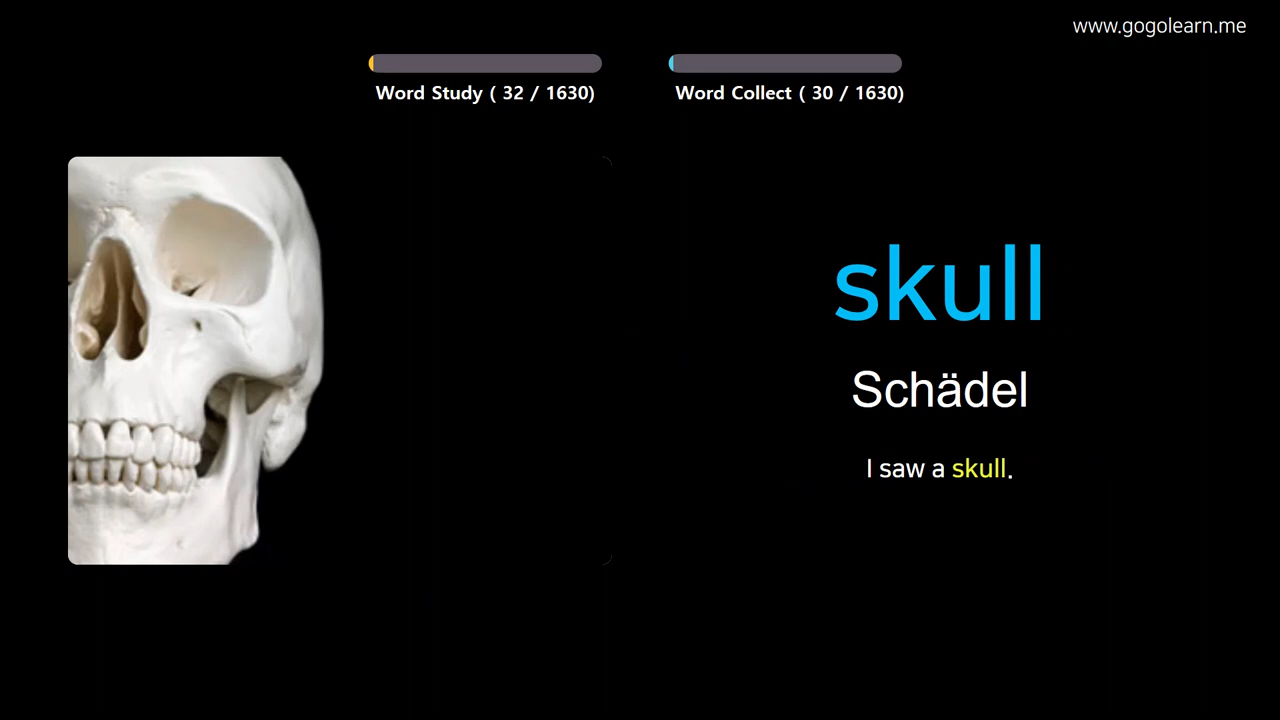 www.gogolearn.me
Word Study ( 32 / 1630)
Word Collect ( 30 / 1630)
skull
Schädel
I saw a skull.